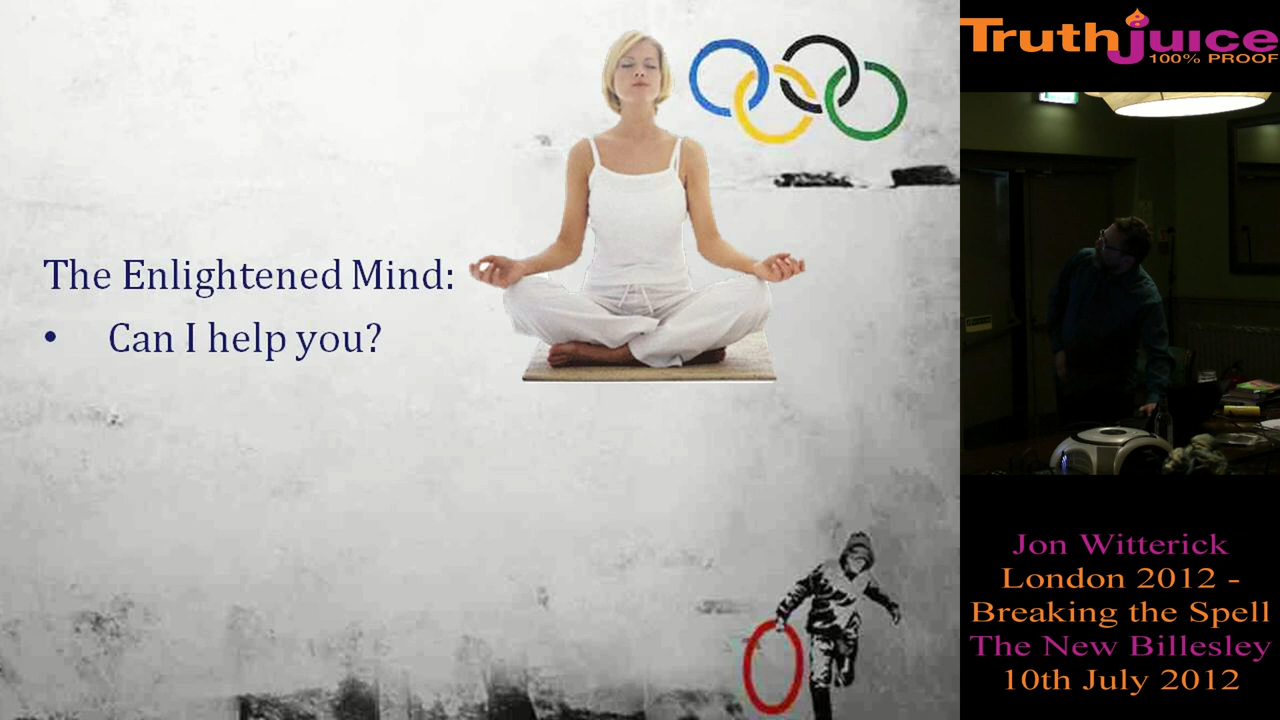 The Enlightened Mind:
• Can I help you?
Truthjuice
100% PROOF
Jon Witterick
London 2012 -
Breaking the Spell
The New Billesley
10th July 2012